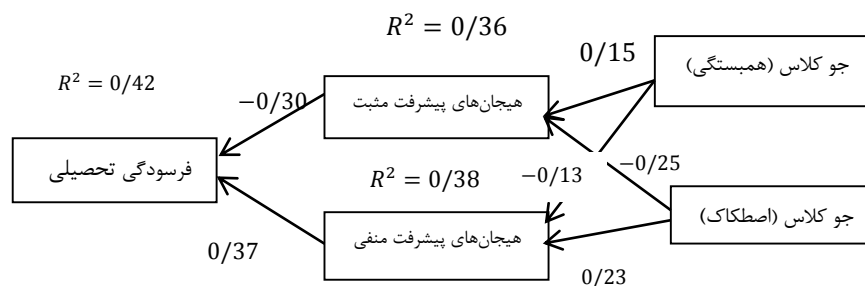 R² = 0/36
0/15
جو کلاس (همبستگی)
R² = 0/42
-0/30
هیجان‌های پیشرفت مثبت
فرسودگی تحصیلی
R² = 0/38
-0/13
-0/25
جو کلاس (اصطکاک)
0/37
هیجان‌های پیشرفت منفی
0/23